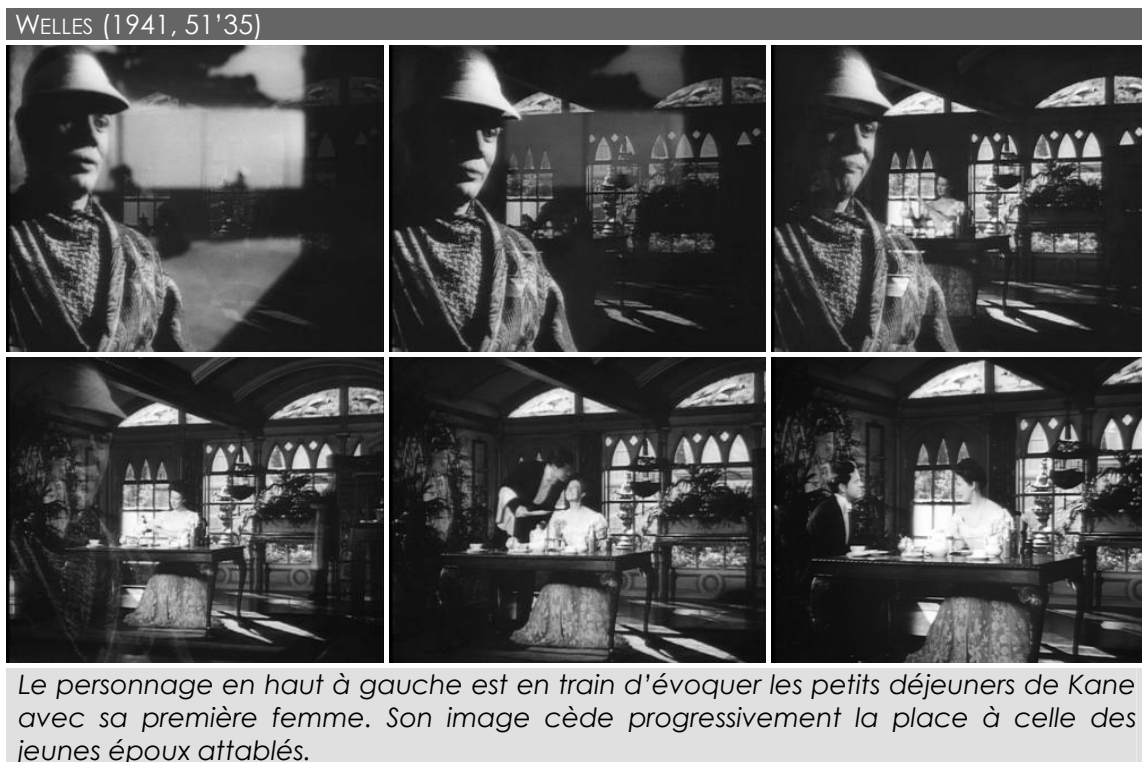 WELLES (1941, 51’35)
Le personnage en haut à gauche est en train d’évoquer les petits déjeuners de Kane
avec sa première femme. Son image cède progressivement la place à celle des
jeunes époux attablés.